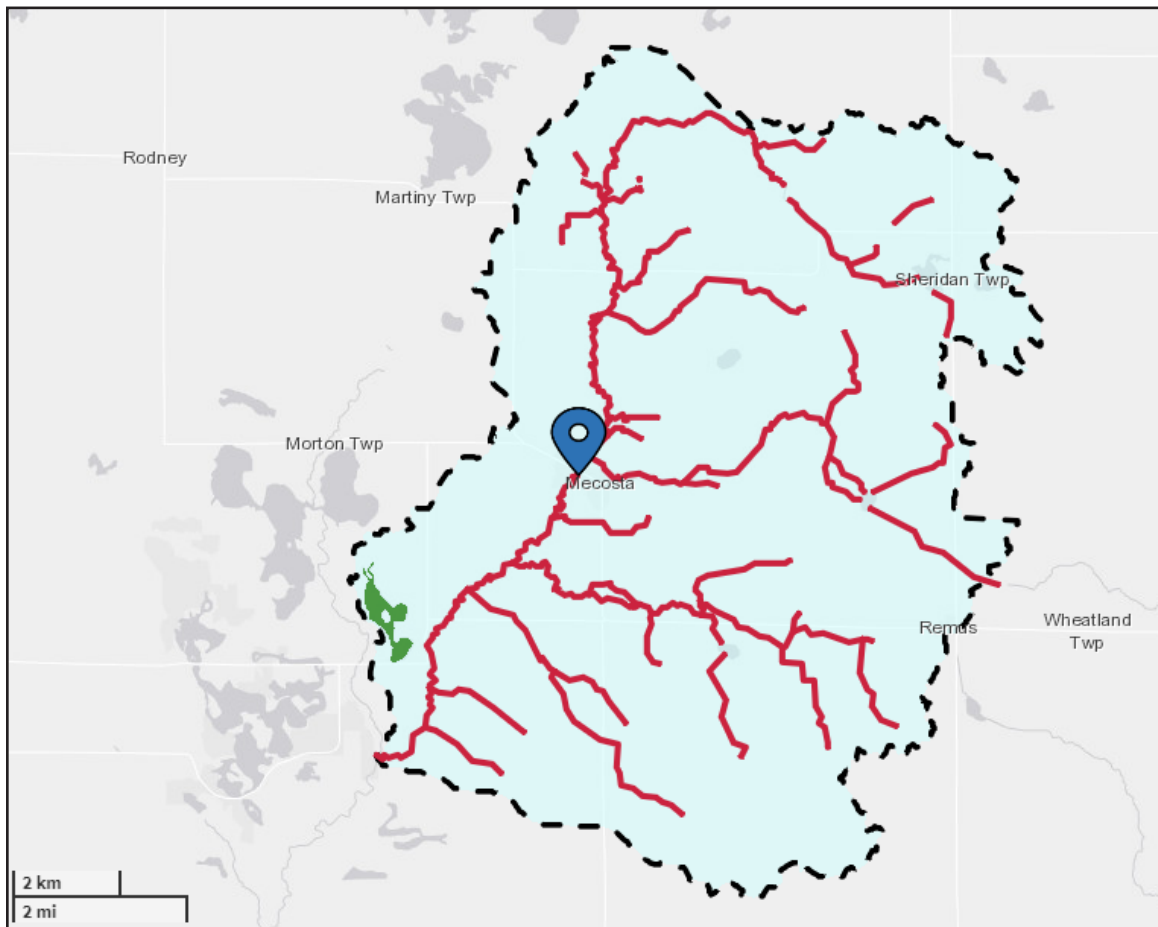 Rodney
Martiny Twp
Sheridan Twp
Morton Twp
Mecosta
Remus
Wheatland
Twp
2 km
2 mi